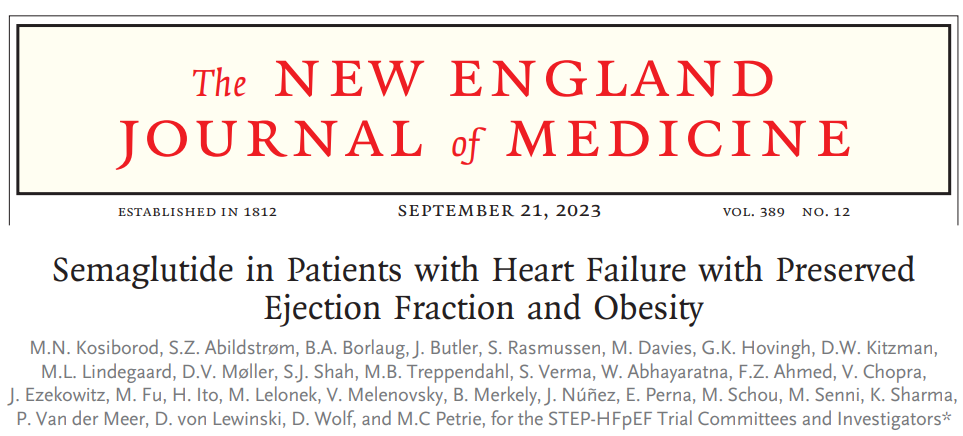 The NEW ENGLAND
JOURNAL of MEDICINE
ESTABLISHED IN 1812 SEPTEMBER 21, 2023 VOL. 389 NO. 12
Semaglutide in Patients with Heart Failure with Preserved
Ejection Fraction and Obesity
M.N. Kosiborod, S.Z. Abildstrøm, B.A. Borlaug, J. Butler, S. Rasmussen, M. Davies, G.K. Hovingh, D.W. Kitzman,
M.L. Lindegaard, D.V. Møller, S.J. Shah, M.B. Treppendahl, S. Verma, W. Abhayaratna, F.Z. Ahmed, V. Chopra,
J. Ezekowitz, M. Fu, H. Ito, M. Lelonek, V. Melenovsky, B. Merkely, J. Núñez, E. Perna, M. Schou, M. Senni, K. Sharma,
P. Van der Meer, D. von Lewinski, D. Wolf, and M.C Petrie, for the STEP-HFpEF Trial Committees and Investigators*